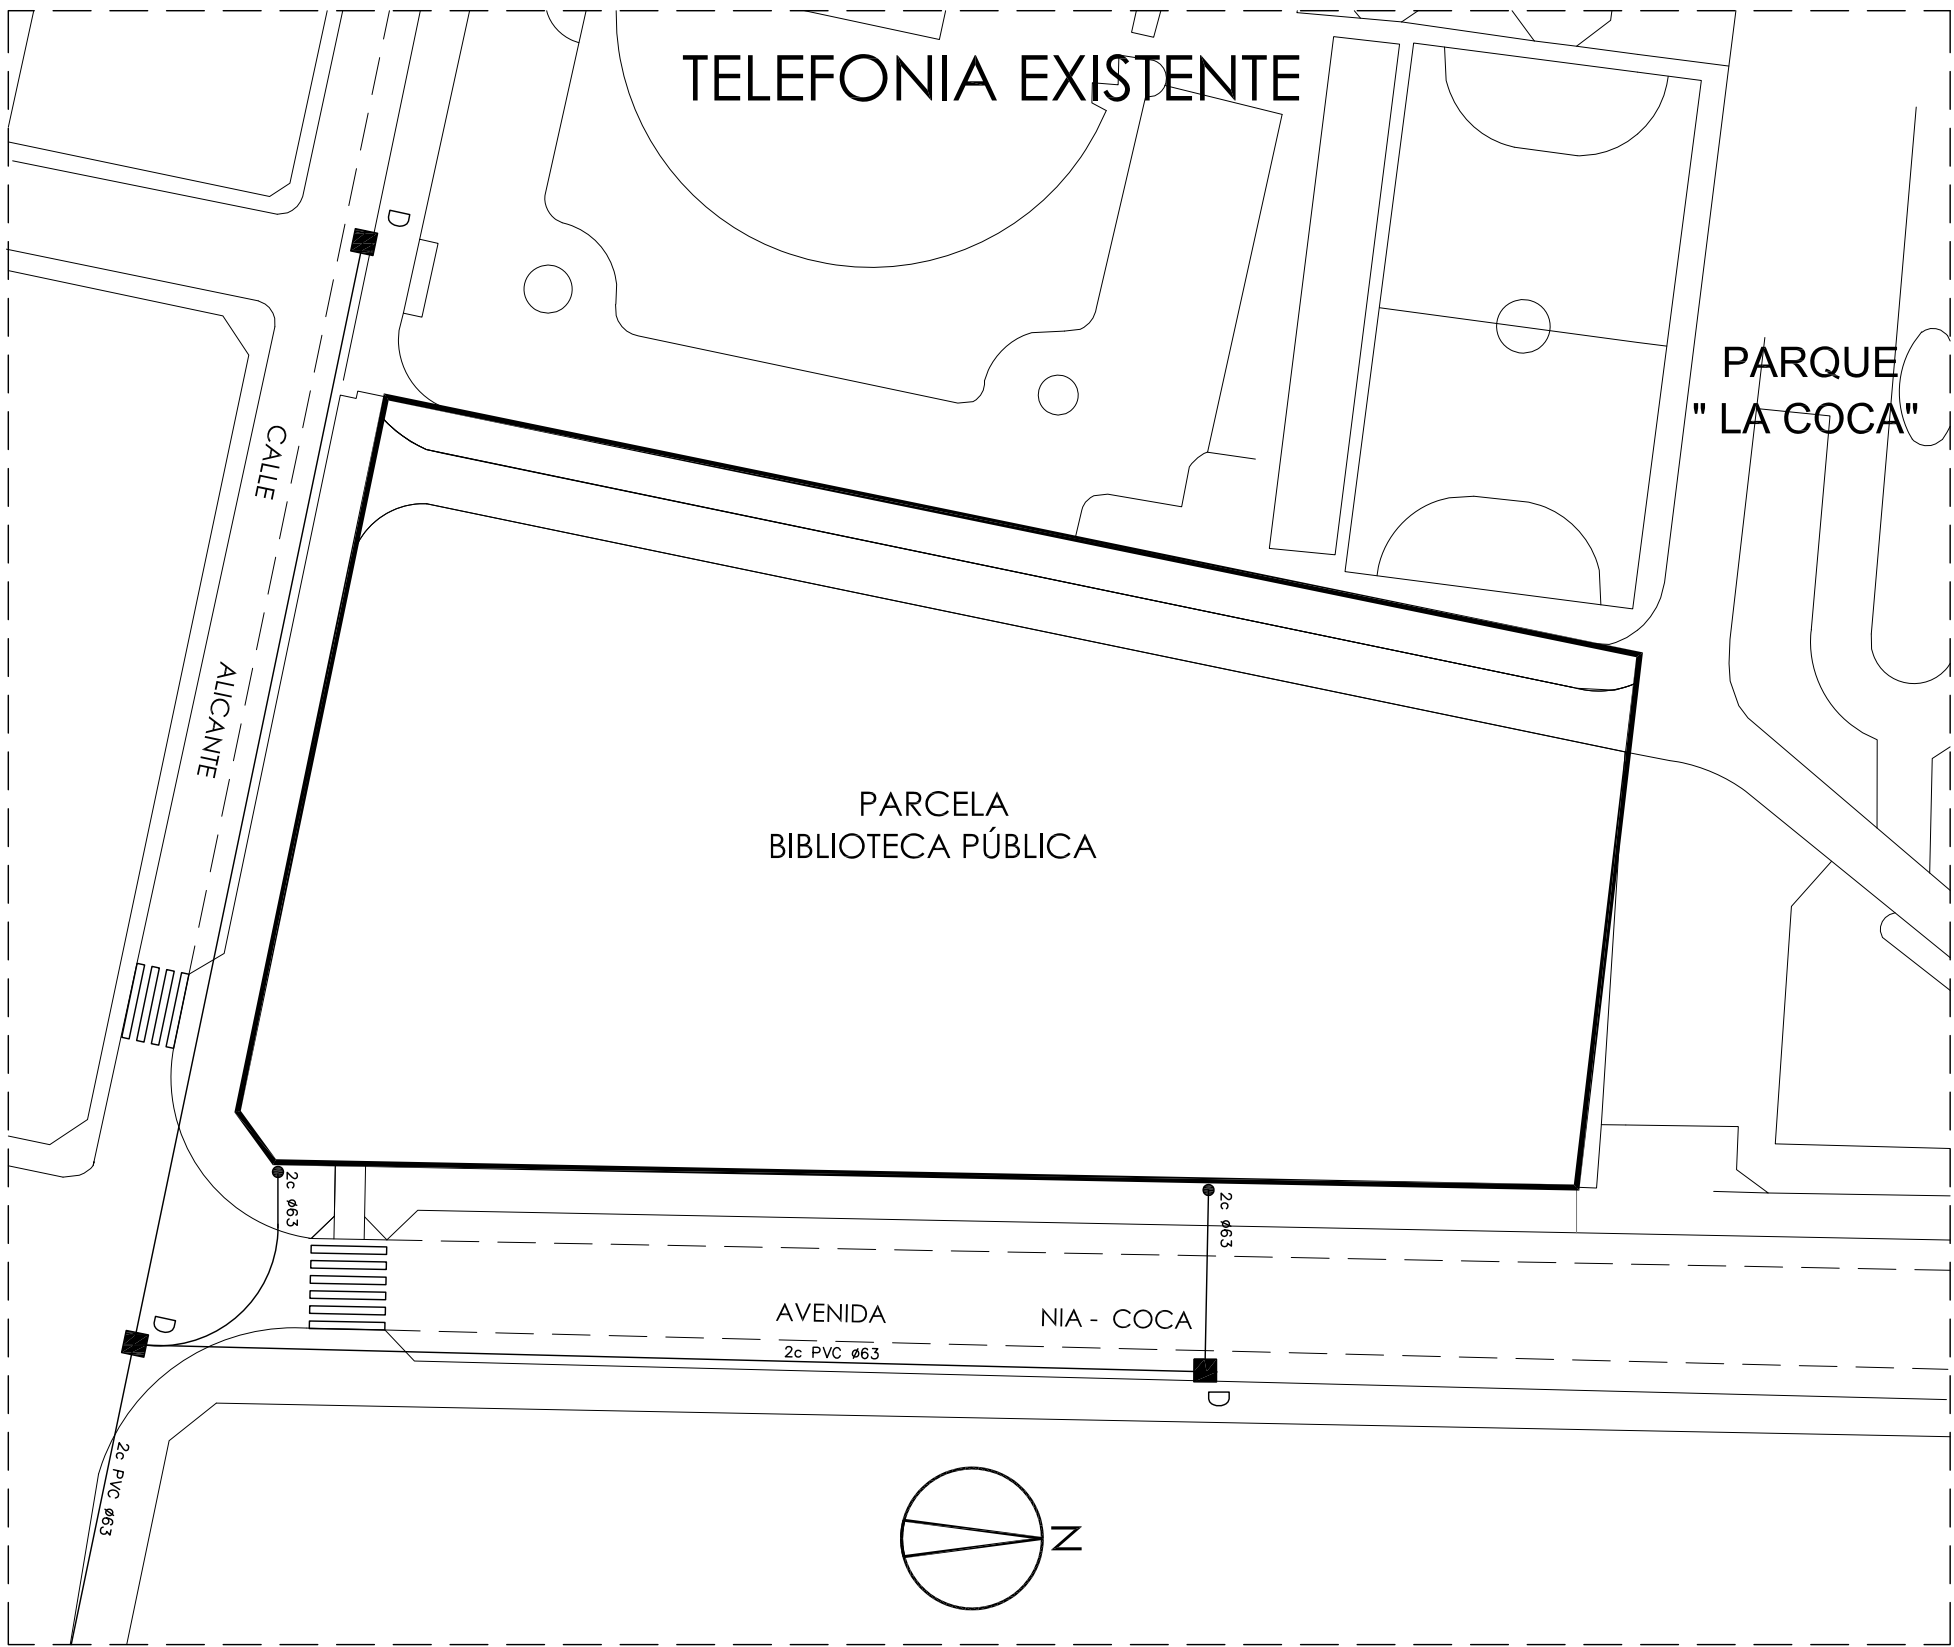 TELEFONIA EXISTENTE
D
PARQUE
" LA COCA"
CALLE
ALICANTE
PARCELA
BIBLIOTECA PÚBLICA
2c ø63
2c ø63
D
AVENIDA
NIA - COCA
2c PVC ø63
D
2c PVC ø63
N